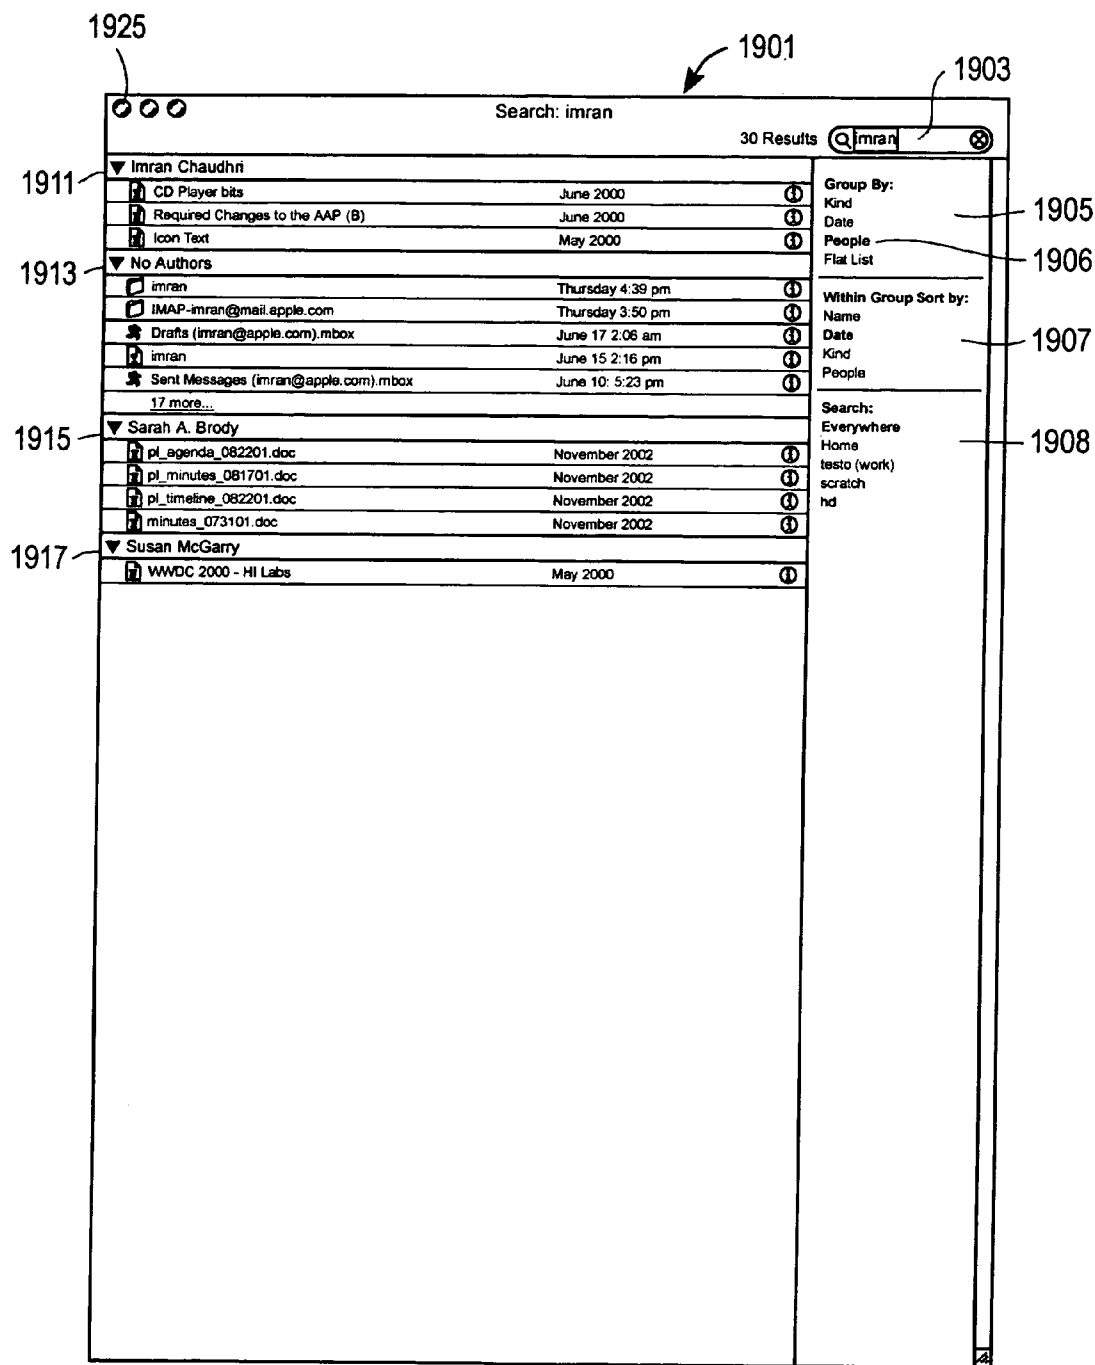 1925
1901
1903
Search: imran
30 Results imran
1911
Imran Chaudhri
CD Player bits June 2000
Required Changes to the AAP (B) June 2000
Icon Text May 2000
1913
No Authors
imran Thursday 4:39 pm
IMAP-imran@mail.apple.com Thursday 3:50 pm
Drafts (imran@apple.com).mbox June 17 2:06 am
imran June 15 2:16 pm
Sent Messages (imran@apple.com).mbox June 10: 5:23 pm
17 more...
1915
Sarah A. Brody
pl_agenda_082201.doc November 2002
pl_minutes_081701.doc November 2002
pl_timeline_082201.doc November 2002
minutes_073101.doc November 2002
1917
Susan McGarry
WWDC 2000 - HI Labs May 2000
Group By:
Kind
Date
People
Flat List
1905
1906
Within Group Sort by:
Name
Date
Kind
People
1907
Search:
Everywhere
Home
testo (work)
scratch
hd
1908